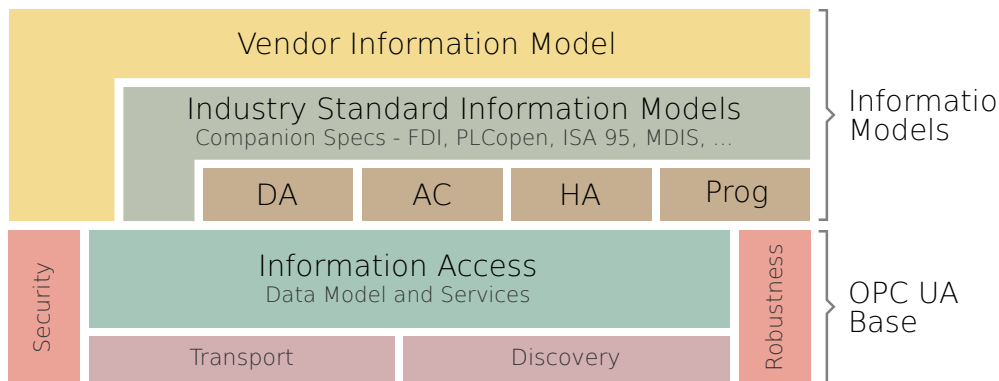 Vendor Information Model
Industry Standard Information Models
Companion Specs - FDI, PLCopen, ISA 95, MDIS, ...
DA
AC
HA
Prog
Informatio
Models
Security
Information Access
Data Model and Services
Robustness
Transport
Discovery
OPC UA
Base